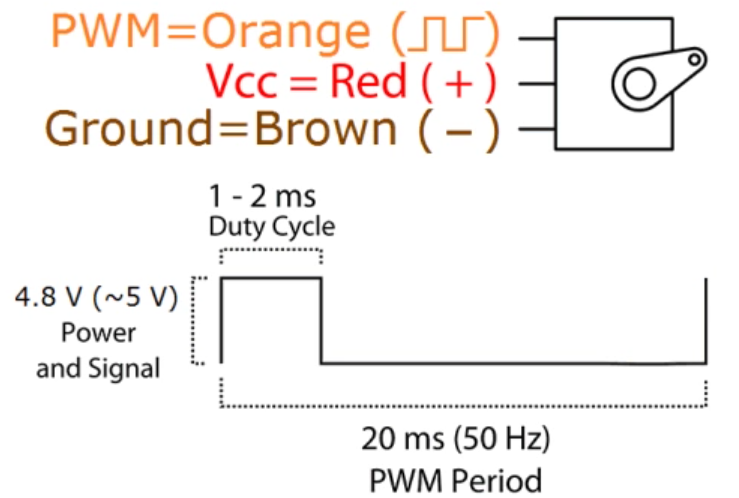 PWM=Orange (⎍⎍)
Vcc = Red ( + )
Ground=Brown ( − )
1 - 2 ms
Duty Cycle
4.8 V (~5 V)
Power
and Signal
20 ms (50 Hz)
PWM Period